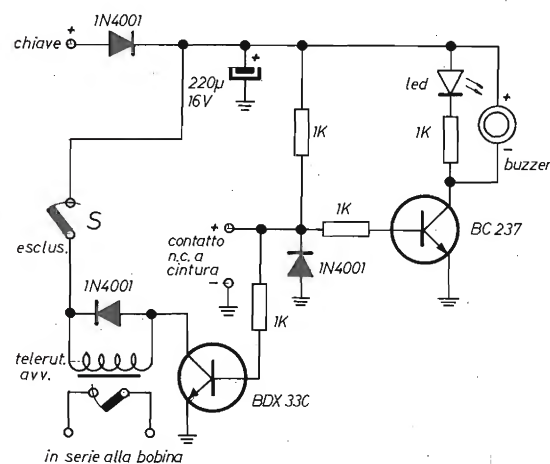 1N4001
chiave
+
+
220µ
16V
1K
led
1K
+
-
buzzer
S
esclus.
+
contatto
n.c. a
cintura
-
1K
BC 237
1N4001
1N4001
1K
telerut.
avv.
BDX 33C
in serie alla bobina